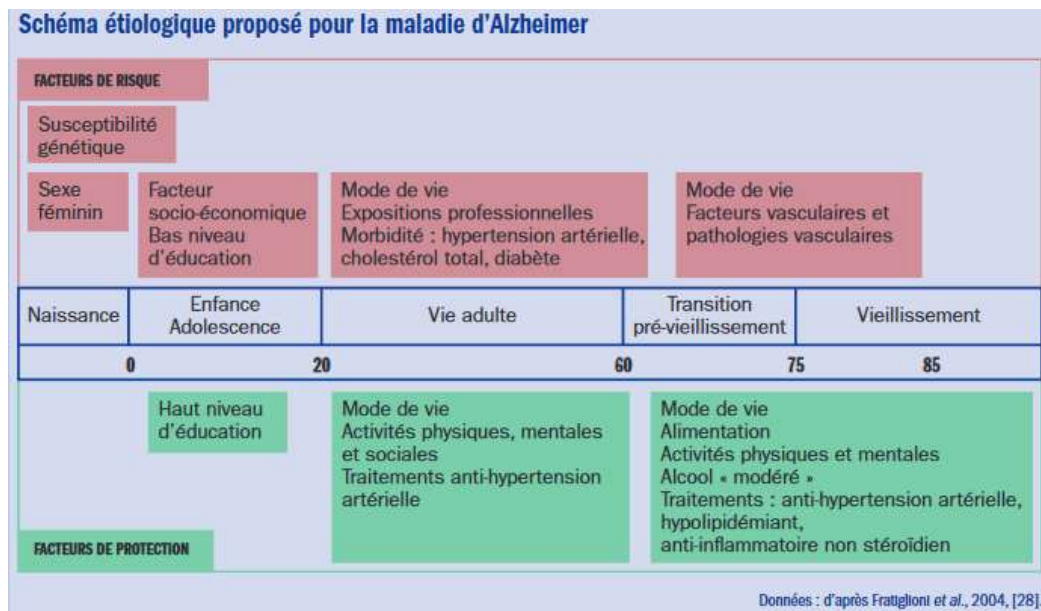 Schéma étiologique proposé pour la maladie d'Alzheimer
FACTEURS DE RISQUE
Susceptibilité
génétique
Sexe
féminin
Facteur
socio-économique
Bas niveau
d'éducation
Mode de vie
Expositions professionnelles
Morbidité : hypertension artérielle,
cholestérol total, diabète
Mode de vie
Facteurs vasculaires et
pathologies vasculaires
Naissance
Enfance
Adolescence
Vie adulte
Transition
pré-vieillissement
Vieillissement
0 20 60 75 85
Haut niveau
d'éducation
Mode de vie
Activités physiques, mentales
et sociales
Traitements anti-hypertension
artérielle
Mode de vie
Alimentation
Activités physiques et mentales
Alcool « modéré »
Traitements : anti-hypertension artérielle,
hypolipidémiant,
anti-inflammatoire non stéroïdien
FACTEURS DE PROTECTION
Données : d'après Fratiglioni et al., 2004, [28]